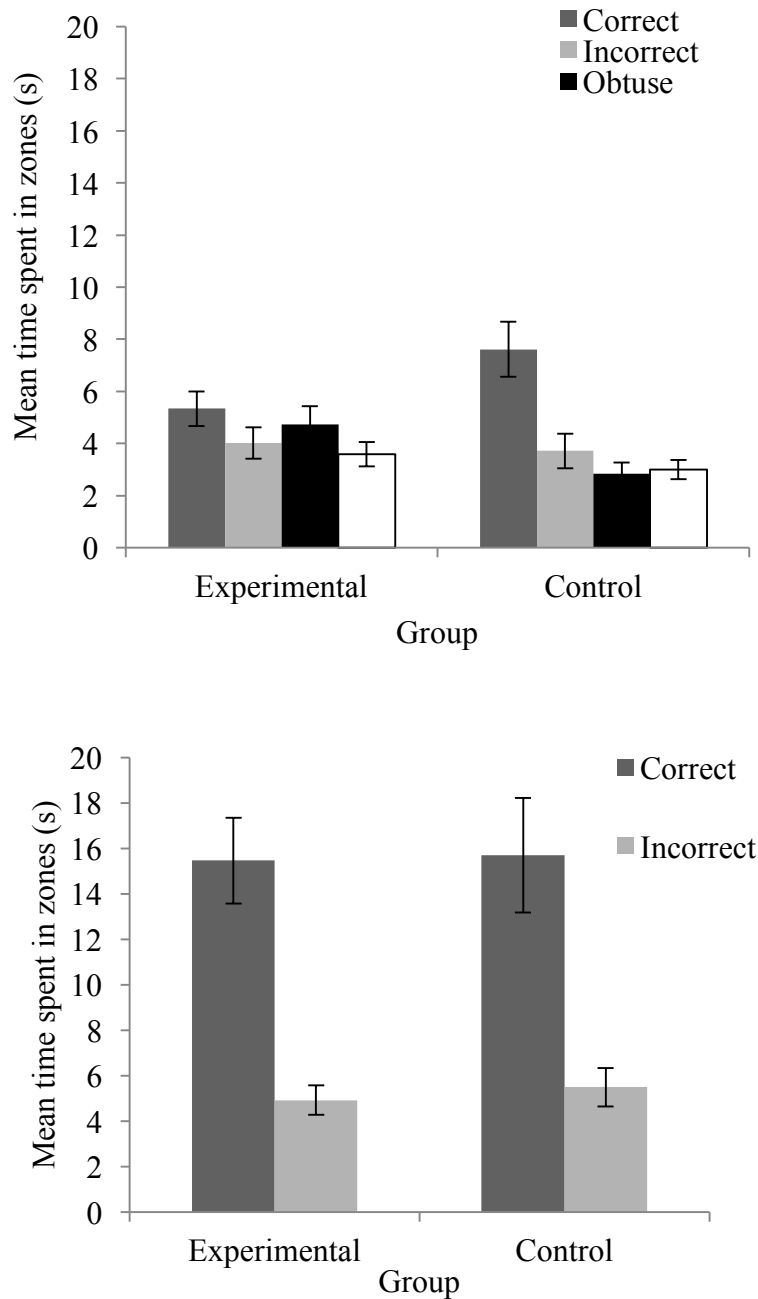 20
18
16
14
12
10
8
6
4
2
0
Mean time spent in zones (s)
Correct
Incorrect
Obtuse
Experimental Control
Group
20
18
16
14
12
10
8
6
4
2
0
Mean time spent in zones (s)
Correct
Incorrect
Experimental Control
Group